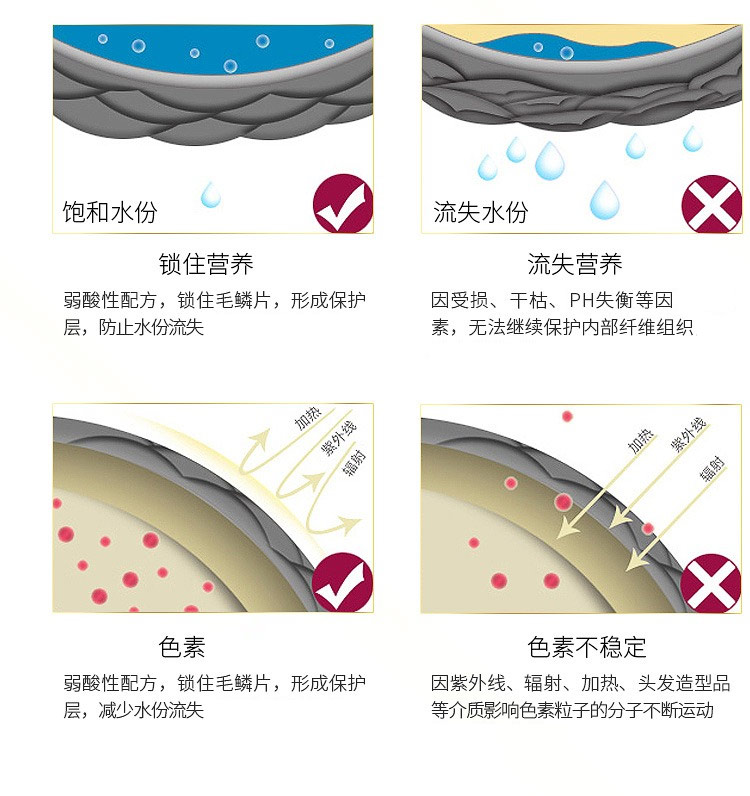 饱和水份
流失水份
锁住营养
流失营养
弱酸性配方，锁住毛鳞片，形成保护
层，防止水份流失
因受损、干枯、PH失衡等因
素，无法继续保护内部纤维组织
加热
紫外线
辐射
加热
紫外线
辐射
色素
色素不稳定
弱酸性配方，锁住毛鳞片，形成保护
层，减少水份流失
因紫外线、辐射、加热、头发造型品
等介质影响色素粒子的分子不断运动